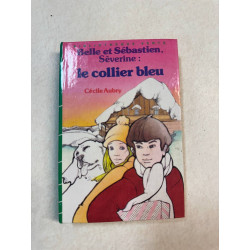 Belle et Sébastien,
Séverine :
le collier bleu
Cécile Aubry